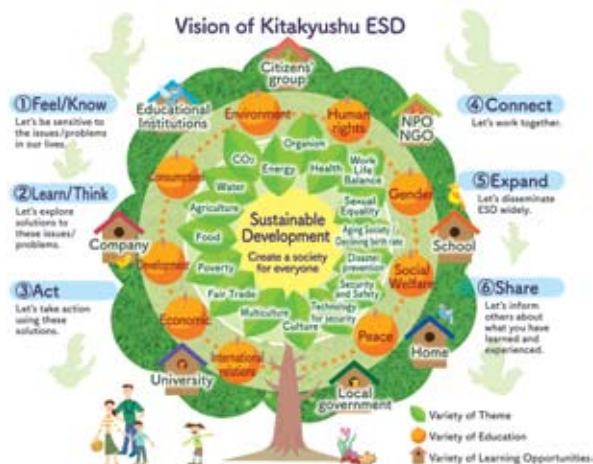 Vision of Kitakyushu ESD
①Feel/Know
Let's be sensitive to
the issues/problems
in our lives.
②Learn/Think
Let's explore
solutions to
these issues/
problems.
③Act
Let's take action
using these
solutions.
④Connect
Let's work together.
⑤Expand
Let's disseminate
ESD widely.
⑥Share
Let's inform
others about
what you have
learned and
experienced.
Citizens'
group
Educational
Institutions
NPO
NGO
Company
School
University
Home
Local
government
Environment
Human
rights
Consumption
Gender
Development
Social
Welfare
Economic
Peace
International
relations
Organism
CO₂
Energy
Health
Work
Life
Balance
Water
Sexual
Equality
Agriculture
Aging Society /
Declining birth rate
Food
Disaster
prevention
Poverty
Security
and Safety
Fair Trade
Technology
for security
Multiculture
Culture
Sustainable
Development
Create a society
for everyone
Variety of Theme
Variety of Education
Variety of Learning Opportunities